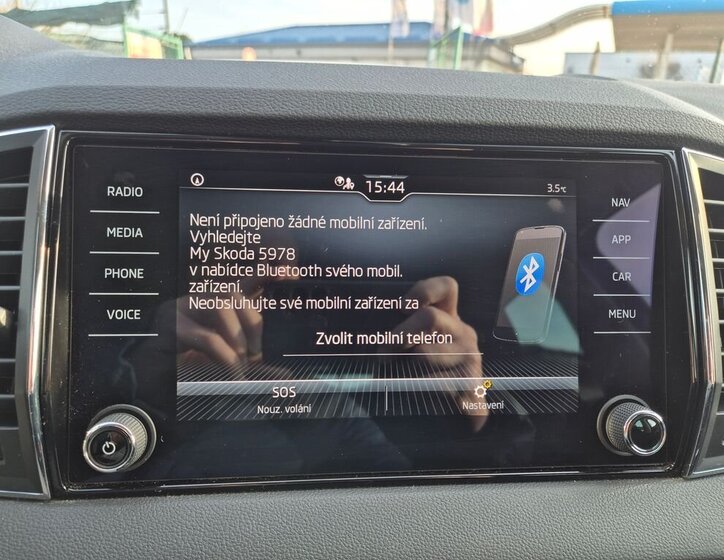 15:44
3.5°C
RADIO
MEDIA
PHONE
VOICE
Není připojeno žádné mobilní zařízení.
Vyhledejte
My Skoda 5978
v nabídce Bluetooth svého mobil.
zařízení.
Neobsluhujte své mobilní zařízení za
Zvolit mobilní telefon
SOS
Nouz. volání
Nastavení
NAV
APP
CAR
MENU